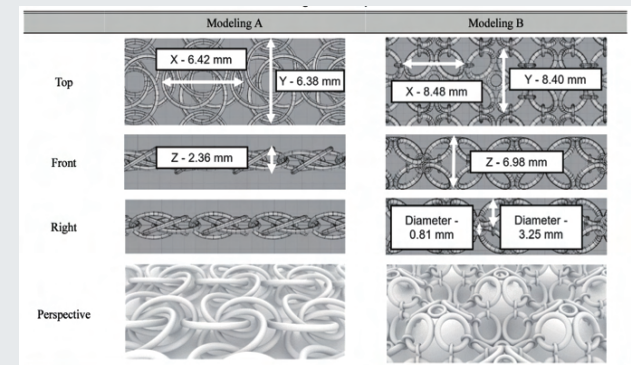 Modeling A Modeling B
Top
X - 6.42 mm
Y - 6.38 mm
X - 8.48 mm
Y - 8.40 mm
Front
Z - 2.36 mm
Z - 6.98 mm
Right
Diameter -
0.81 mm
Diameter -
3.25 mm
Perspective